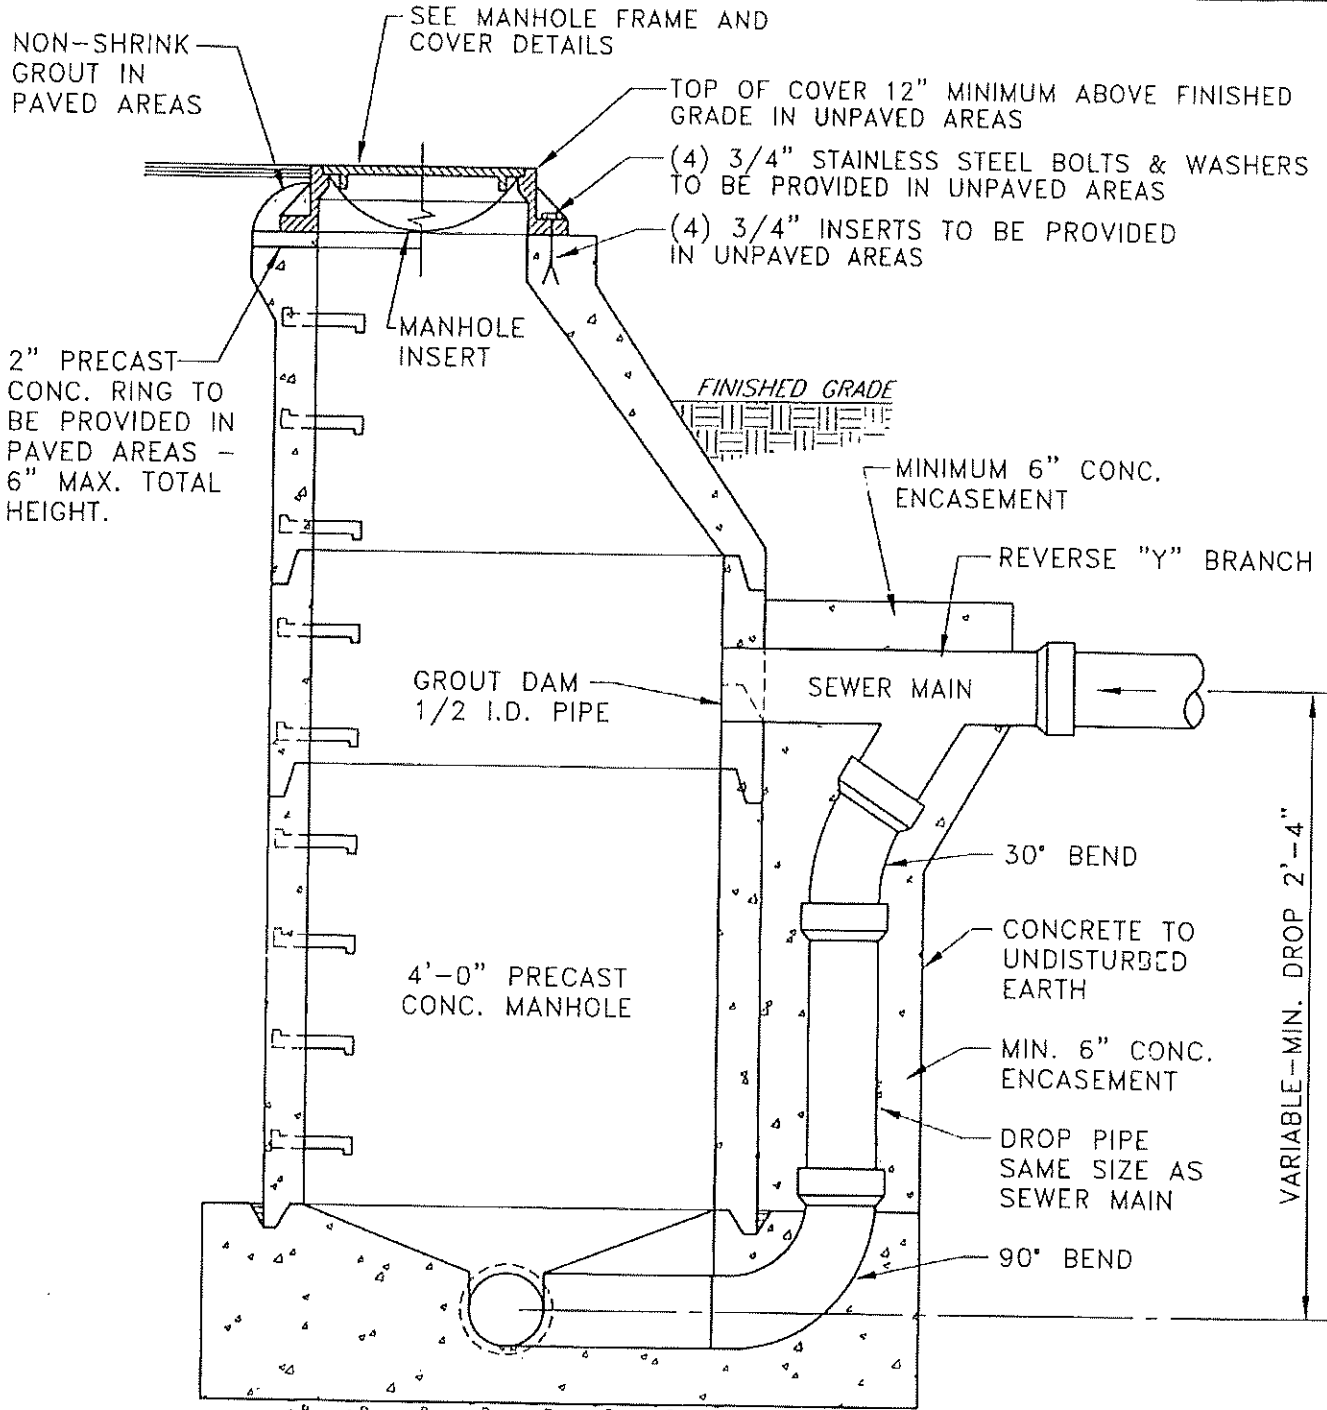 SEE MANHOLE FRAME AND
COVER DETAILS
NON-SHRINK
GROUT IN
PAVED AREAS
TOP OF COVER 12" MINIMUM ABOVE FINISHED
GRADE IN UNPAVED AREAS
(4) 3/4" STAINLESS STEEL BOLTS & WASHERS
TO BE PROVIDED IN UNPAVED AREAS
(4) 3/4" INSERTS TO BE PROVIDED
IN UNPAVED AREAS
MANHOLE
INSERT
2" PRECAST
CONC. RING TO
BE PROVIDED IN
PAVED AREAS -
6" MAX. TOTAL
HEIGHT.
FINISHED GRADE
MINIMUM 6" CONC.
ENCASEMENT
REVERSE "Y" BRANCH
GROUT DAM
1/2 I.D. PIPE
SEWER MAIN
30° BEND
CONCRETE TO
UNDISTURBED
EARTH
4'-0" PRECAST
CONC. MANHOLE
MIN. 6" CONC.
ENCASEMENT
DROP PIPE
SAME SIZE AS
SEWER MAIN
90° BEND
VARIABLE-MIN. DROP 2'-4"